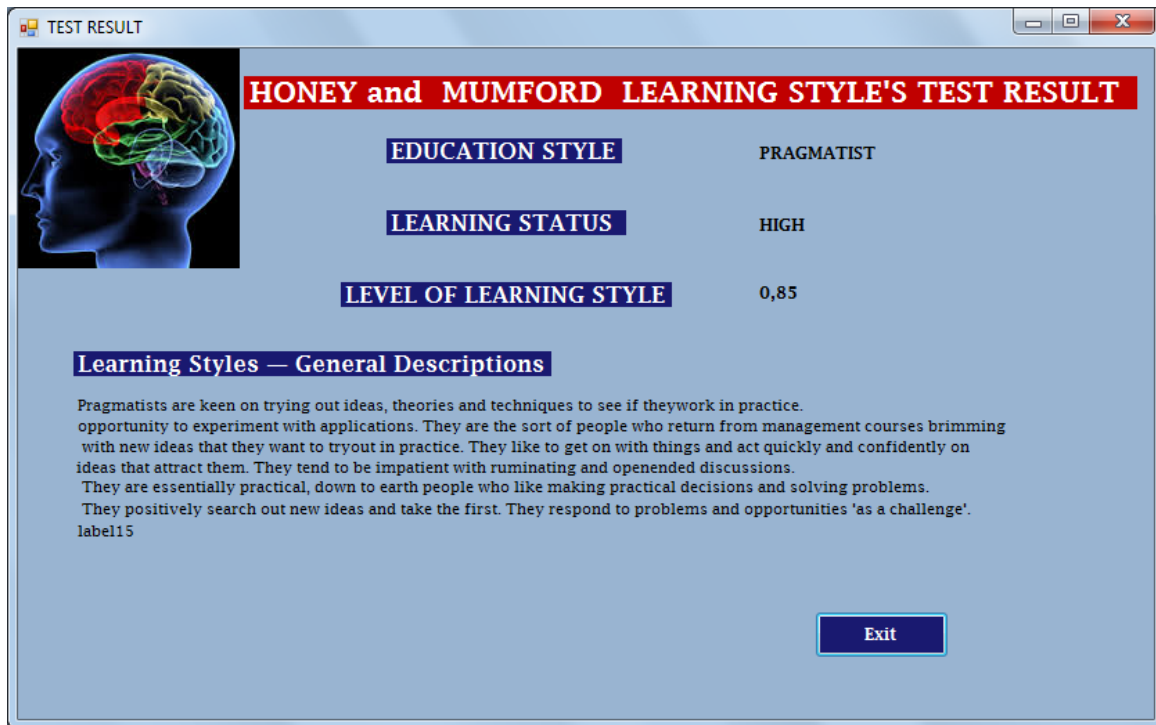 TEST RESULT
HONEY and MUMFORD LEARNING STYLE'S TEST RESULT
EDUCATION STYLE PRAGMATIST
LEARNING STATUS HIGH
LEVEL OF LEARNING STYLE 0,85
Learning Styles — General Descriptions
Pragmatists are keen on trying out ideas, theories and techniques to see if theywork in practice.
opportunity to experiment with applications. They are the sort of people who return from management courses brimming
with new ideas that they want to tryout in practice. They like to get on with things and act quickly and confidently on
ideas that attract them. They tend to be impatient with ruminating and openended discussions.
They are essentially practical, down to earth people who like making practical decisions and solving problems.
They positively search out new ideas and take the first. They respond to problems and opportunities 'as a challenge'.
label15
Exit